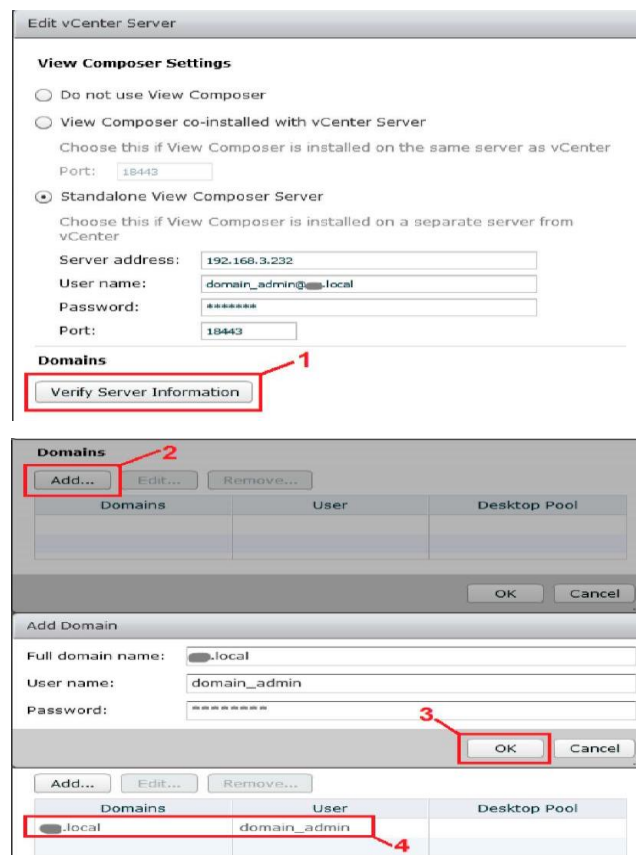 Edit vCenter Server
View Composer Settings
Do not use View Composer
View Composer co-installed with vCenter Server
Choose this if View Composer is installed on the same server as vCenter
Port: 18443
Standalone View Composer Server
Choose this if View Composer is installed on a separate server from
vCenter
Server address: 192.168.3.232
User name: domain_admin@ .local
Password: *******
Port: 18443
Domains
1
Verify Server Information
Domains
2
Add... Edit... Remove...
Domains User Desktop Pool
OK Cancel
Add Domain
Full domain name: .local
User name: domain_admin
Password: ********
3
OK Cancel
Add... Edit... Remove...
Domains User Desktop Pool
.local domain_admin
4